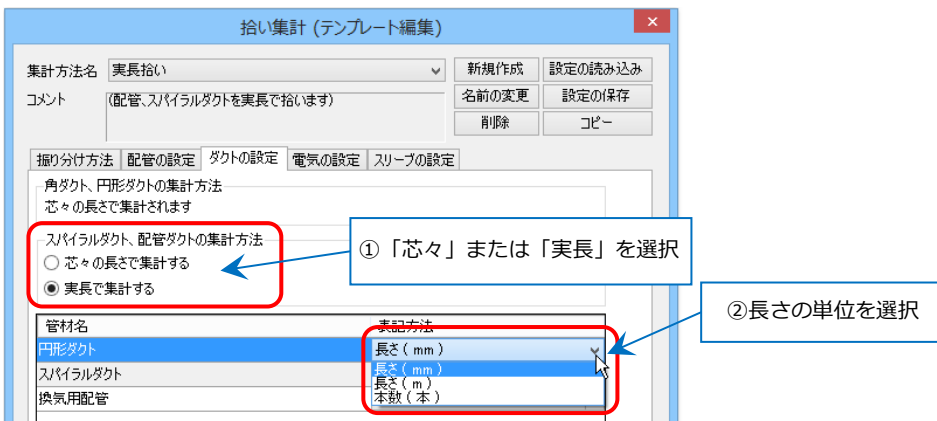 拾い集計 (テンプレート編集)
×
集計方法名 実長拾い 新規作成 設定の読み込み
コメント (配管、スパイラルダクトを実長で拾います) 名前の変更 設定の保存
削除 コピー
振り分け方法 配管の設定 ダクトの設定 電気の設定 スリーブの設定
角ダクト、円形ダクトの集計方法
芯々の長さで集計されます
スパイラルダクト、配管ダクトの集計方法
芯々の長さで集計する
実長で集計する
①「芯々」または「実長」を選択
②長さの単位を選択
管材名 表記方法
円形ダクト 長さ ( mm )
スパイラルダクト 長さ ( mm )
長さ ( m )
換気用配管 本数 ( 本 )